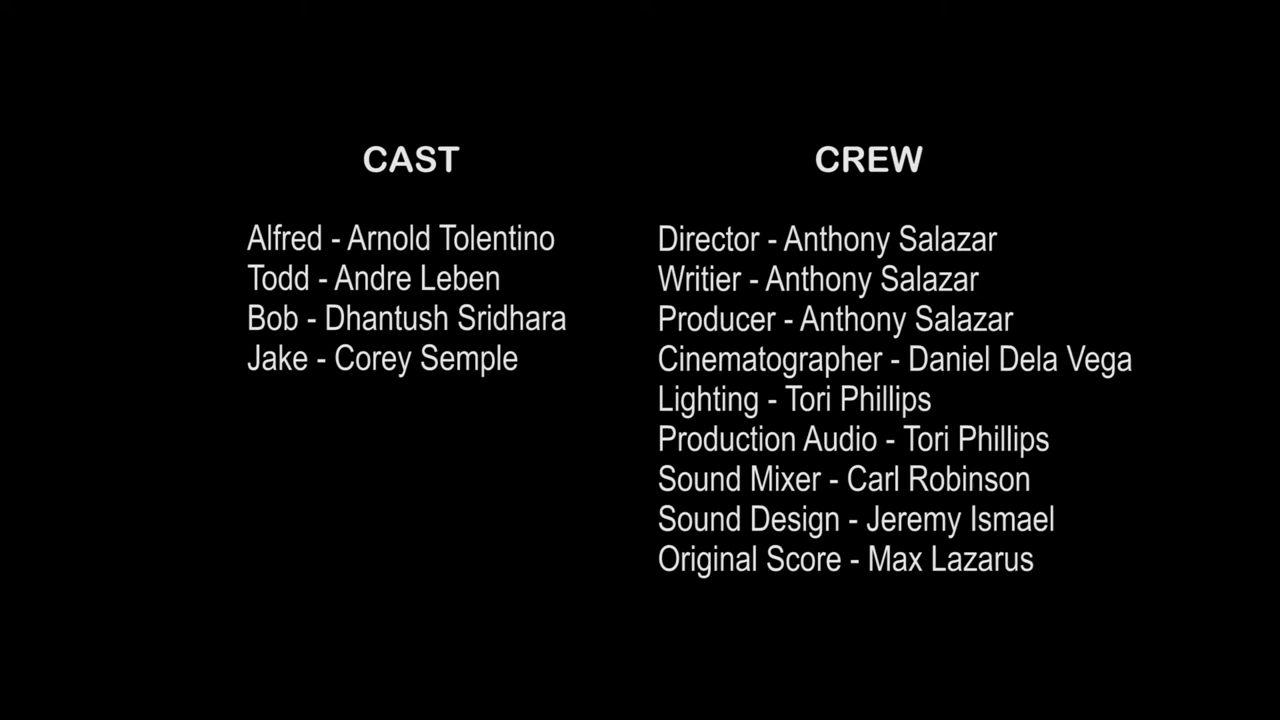 CAST
Alfred - Arnold Tolentino
Todd - Andre Leben
Bob - Dhantush Sridhara
Jake - Corey Semple
CREW
Director - Anthony Salazar
Writier - Anthony Salazar
Producer - Anthony Salazar
Cinematographer - Daniel Dela Vega
Lighting - Tori Phillips
Production Audio - Tori Phillips
Sound Mixer - Carl Robinson
Sound Design - Jeremy Ismael
Original Score - Max Lazarus